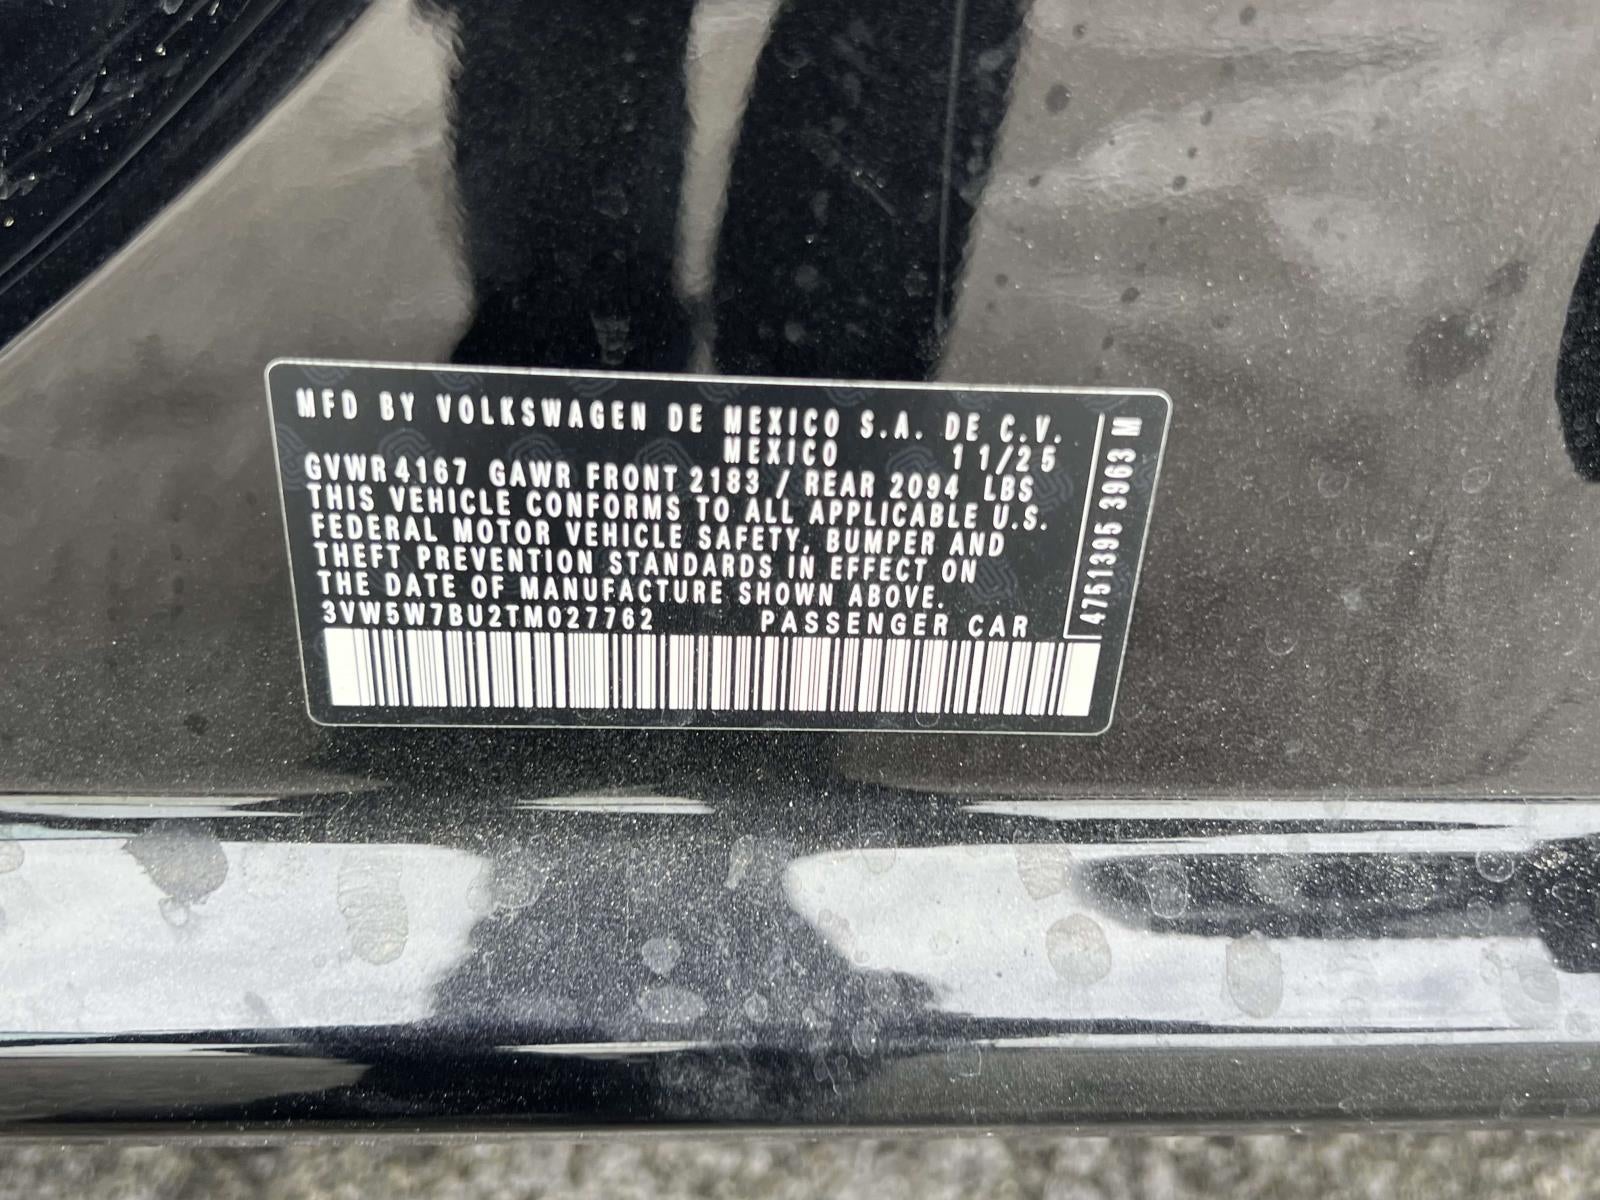 MFD BY VOLKSWAGEN DE MEXICO S.A. DE C.V.
MEXICO 11/25
GVWR 4167 GAWR FRONT 2183 / REAR 2094 LBS
THIS VEHICLE CONFORMS TO ALL APPLICABLE U.S.
FEDERAL MOTOR VEHICLE SAFETY, BUMPER AND
THEFT PREVENTION STANDARDS IN EFFECT ON
THE DATE OF MANUFACTURE SHOWN ABOVE.
3VW5W7BU2TM027762 PASSENGER CAR
4751395 3963 M